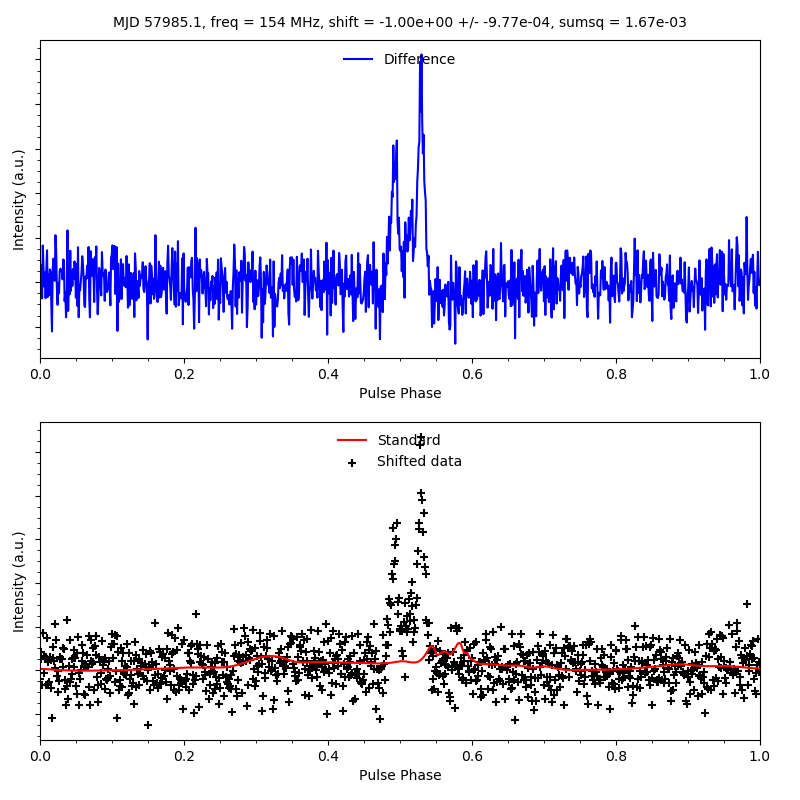 MJD 57985.1, freq = 154 MHz, shift = -1.00e+00 +/- -9.77e-04, sumsq = 1.67e-03
Difference
Intensity (a.u.)
0.0 0.2 0.4 0.6 0.8 1.0
Pulse Phase
Standard
Shifted data
Intensity (a.u.)
0.0 0.2 0.4 0.6 0.8 1.0
Pulse Phase